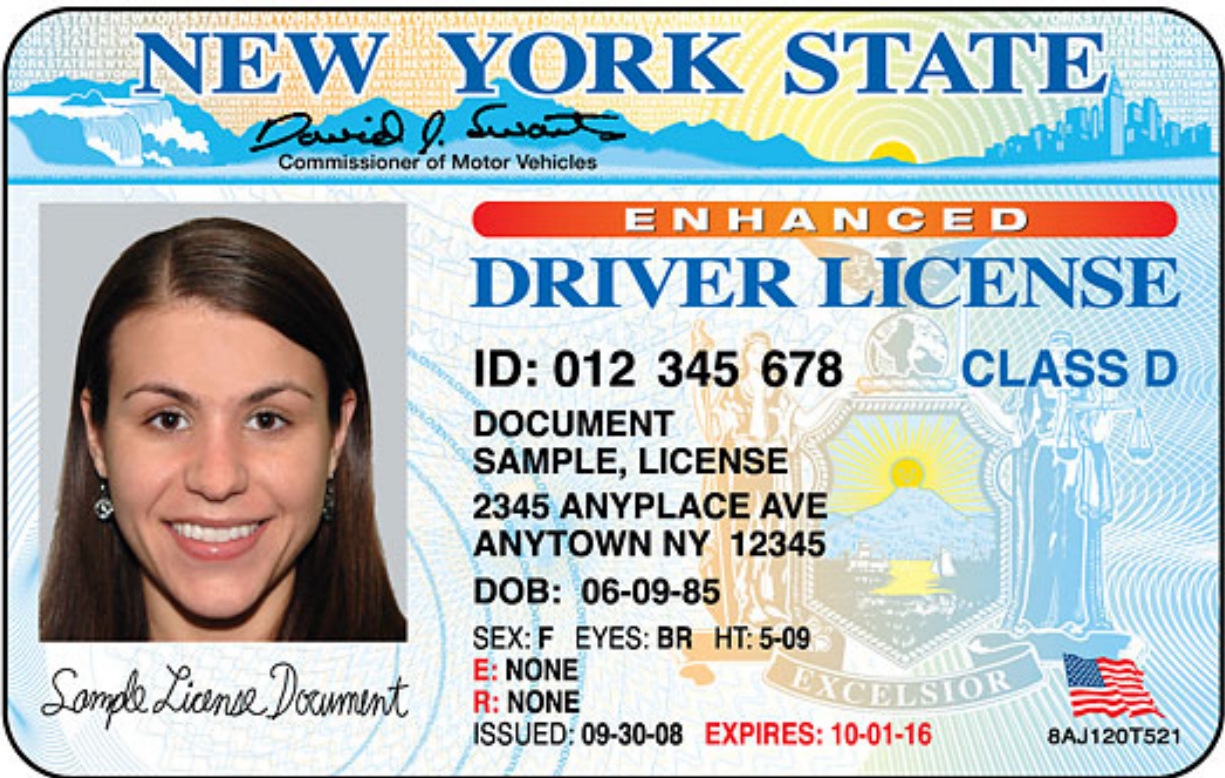 NEW YORK STATE
David J. Swarts
Commissioner of Motor Vehicles
ENHANCED
DRIVER LICENSE
ID: 012 345 678 CLASS D
DOCUMENT
SAMPLE, LICENSE
2345 ANYPLACE AVE
ANYTOWN NY 12345
DOB: 06-09-85
SEX: F EYES: BR HT: 5-09
E: NONE
R: NONE
ISSUED: 09-30-08 EXPIRES: 10-01-16
EXCELSIOR
8AJ120T521
Sample License Document